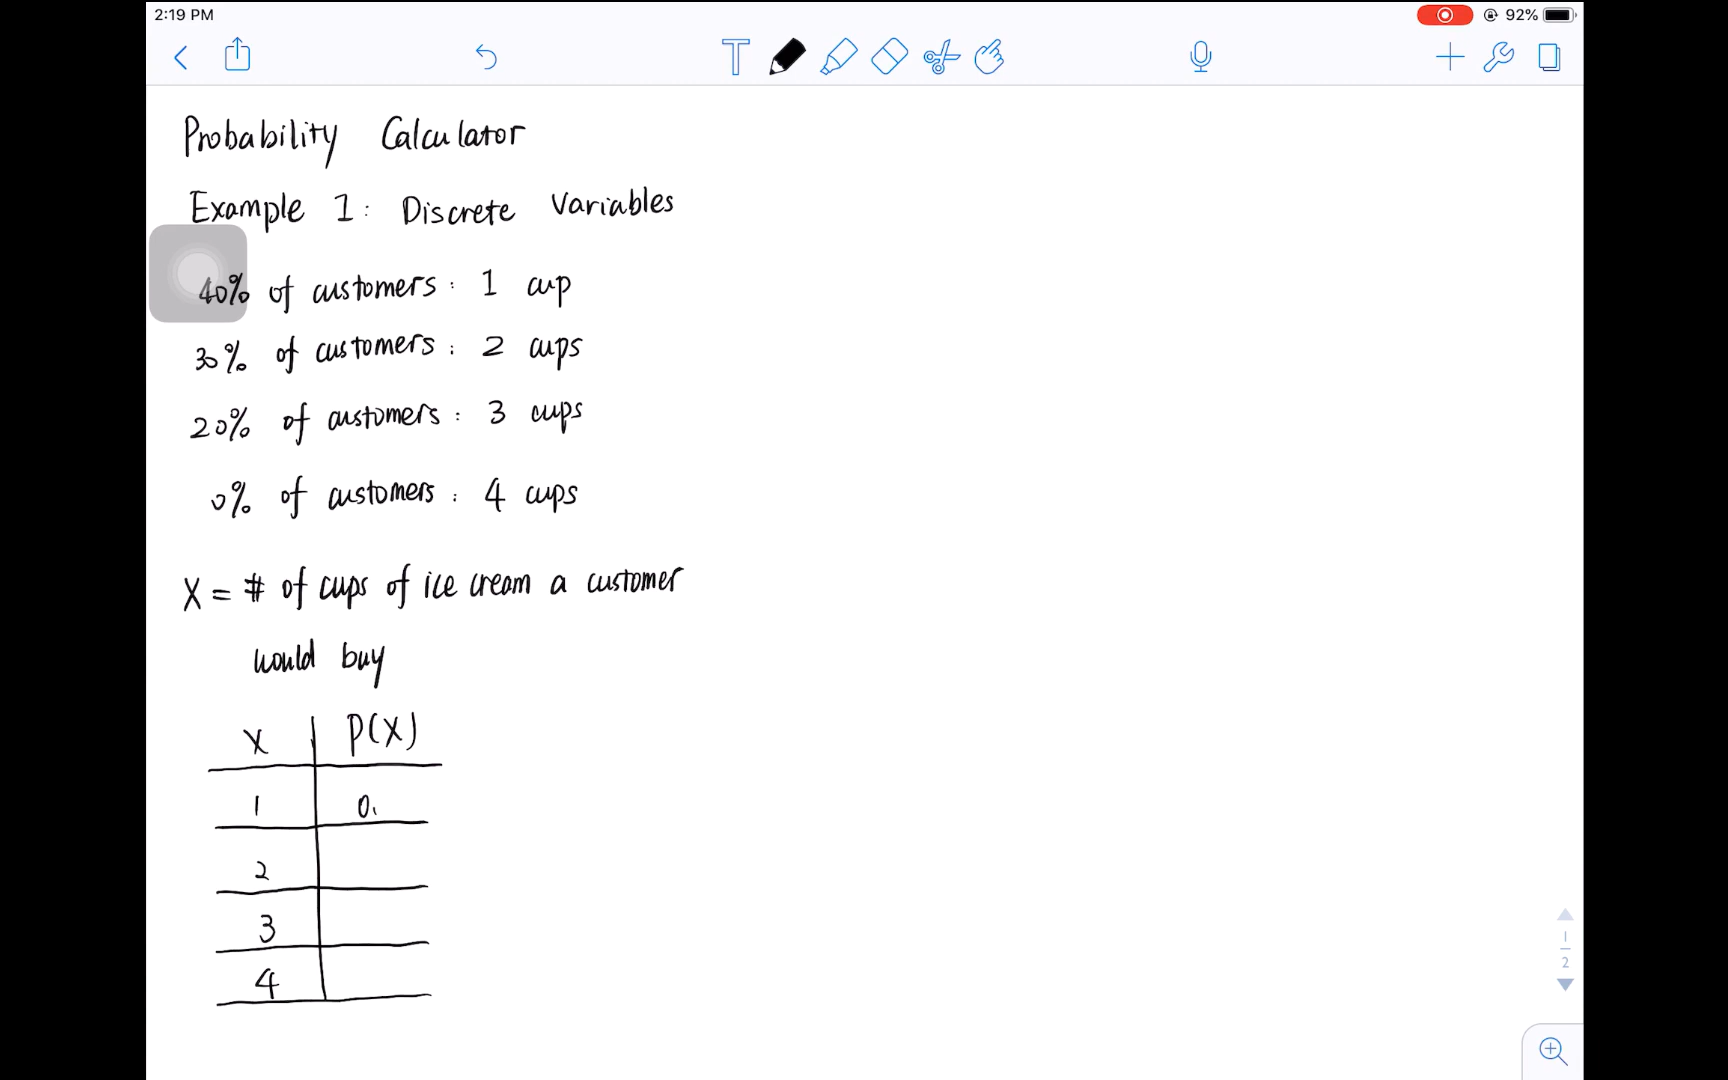 2:19 PM 92%
T
Probability Calculator
Example 1: Discrete Variables
40% of customers: 1 cup
30% of customers: 2 cups
20% of customers: 3 cups
0% of customers: 4 cups
X = # of cups of ice cream a customer
would buy
X P(X)
1 0.
2
3
4
1
2